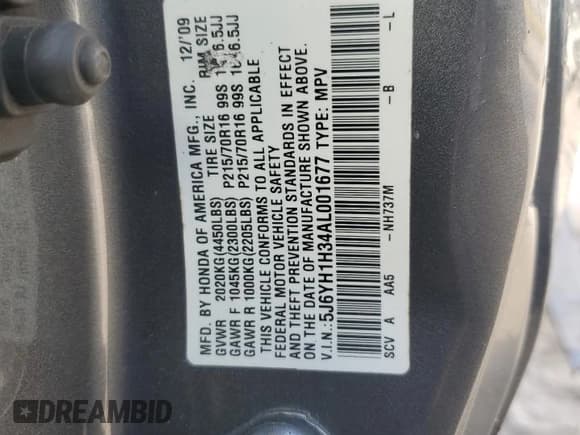 MFD. BY HONDA OF AMERICA MFG., INC. 12/'09
TIRE SIZE RIM SIZE
GVWR 2020KG(4450LBS)
GAWR F 1045KG(2300LBS) P215/70R16 99S 16X6.5JJ
GAWR R 1000KG(2205LBS) P215/70R16 99S 16X6.5JJ
THIS VEHICLE CONFORMS TO ALL APPLICABLE
FEDERAL MOTOR VEHICLE SAFETY
AND THEFT PREVENTION STANDARDS IN EFFECT
ON THE DATE OF MANUFACTURE SHOWN ABOVE.
V.I.N.: 5J6YH1H34AL001677 TYPE: MPV
SCV A AA5 -NH737M -B -L
DREAMBID